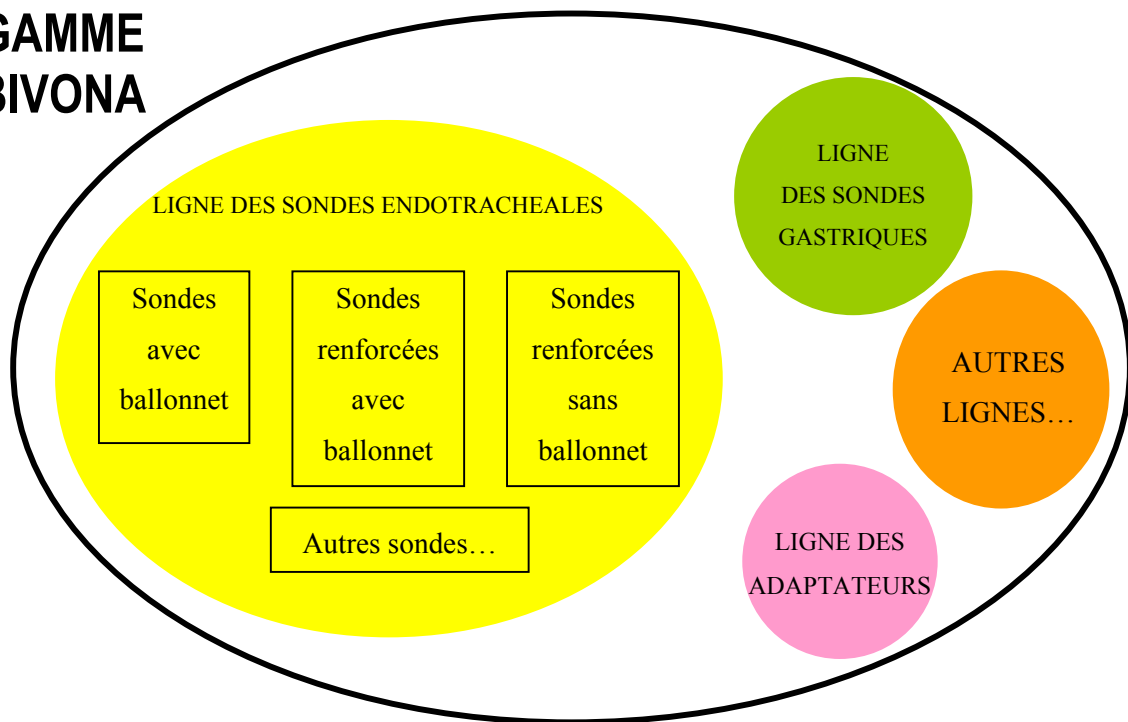 GAMME
BIVONA
LIGNE DES SONDES ENDOTRACHEALES
Sondes
avec
ballonnet
Sondes
renforcées
avec
ballonnet
Sondes
renforcées
sans
ballonnet
Autres sondes…
LIGNE
DES SONDES
GASTRIQUES
AUTRES
LIGNES…
LIGNE DES
ADAPTATEURS